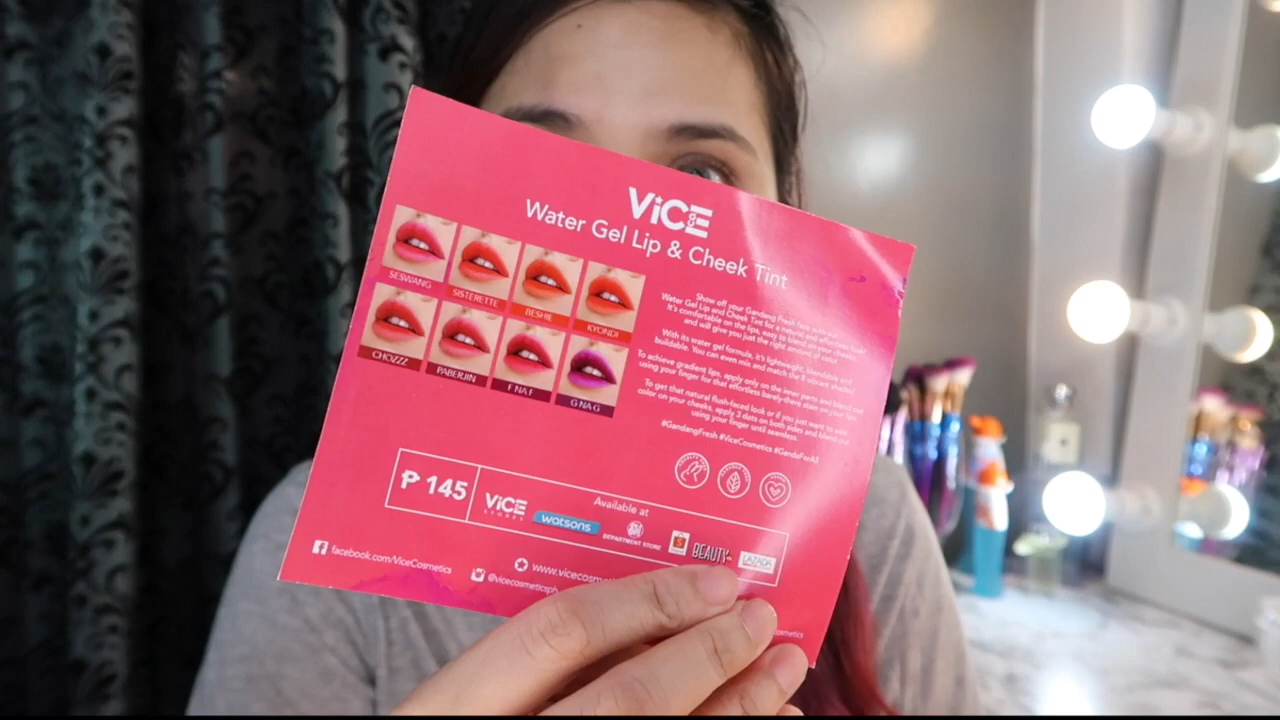 ViCE
Water Gel Lip & Cheek Tint
SESWANG
SISTERETTE
BESHIE
KYONDI
CHOZZZ
PABERJIN
F NA F
G NA G
Show off your Gandang Fresh face with our
Water Gel Lip and Cheek Tint for a natural and effortless look!
It's comfortable on the lips, easy to blend on your cheeks
and will give you just the right amount of color.
With its water gel formula, it's lightweight, blendable and
buildable. You can even mix and match the 8 vibrant shades!
To achieve gradient lips, apply only on the inner parts and blend out
using your finger for that effortless barely-there stain on your lips.
To get that natural flush-faced look or if you just want to add
color on your cheeks, apply 3 dots on both sides and blend out
using your finger until seamless.
#GandangFresh #ViceCosmetics #GandaForAll
₱ 145
Available at
ViCE
STORES
watsons
SM
DEPARTMENT STORE
BEAUTY
LAZADA
facebook.com/ViceCosmetics
www.vicecosm
@vicecosmeticsph
cosmetics